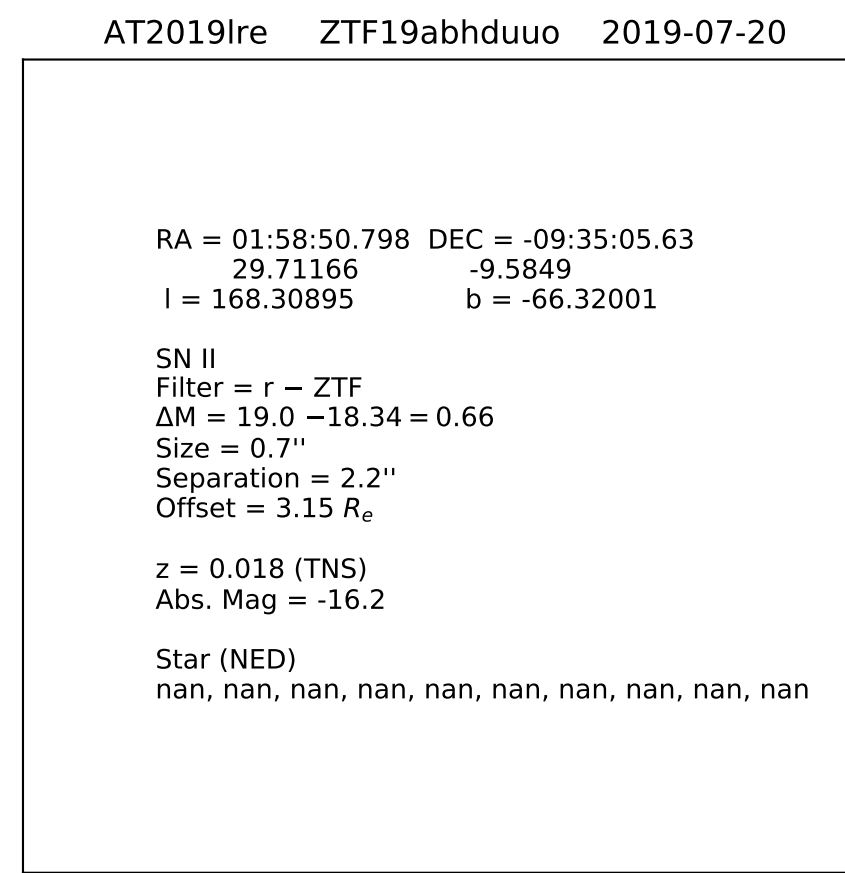 AT2019lre ZTF19abhduuo 2019-07-20
RA = 01:58:50.798 DEC = -09:35:05.63
29.71166 -9.5849
l = 168.30895 b = -66.32001
SN II
Filter = r − ZTF
ΔM = 19.0 −18.34 = 0.66
Size = 0.7''
Separation = 2.2''
Offset = 3.15 Re
z = 0.018 (TNS)
Abs. Mag = -16.2
Star (NED)
nan, nan, nan, nan, nan, nan, nan, nan, nan, nan